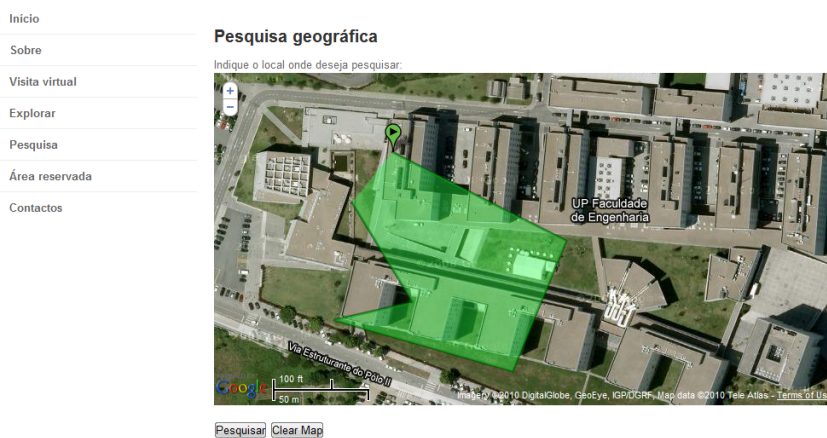 Início
Sobre
Visita virtual
Explorar
Pesquisa
Área reservada
Contactos
Pesquisa geográfica
Indique o local onde deseja pesquisar:
+
-
UP Faculdade
de Engenharia
Via Estruturante do Pólo II
Google
100 ft
50 m
Imagery ©2010 DigitalGlobe, GeoEye, IGP/DGRF, Map data ©2010 Tele Atlas - Terms of Us
Pesquisar Clear Map